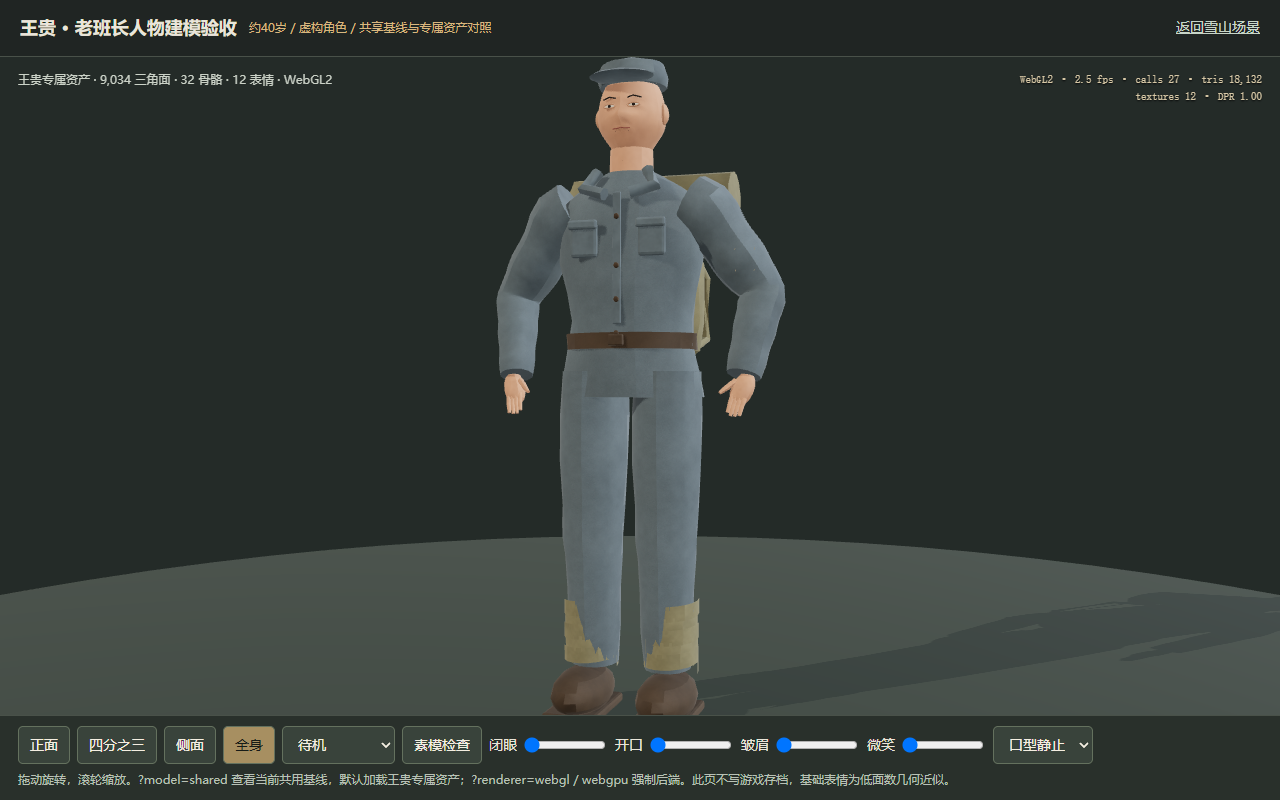 王贵 • 老班长人物建模验收 约40岁 / 虚构角色 / 共享基线与专属资产对照 返回雪山场景
王贵专属资产 · 9,034 三角面 · 32 骨骼 · 12 表情 · WebGL2
WebGL2 • 2.5 fps • calls 27 • tris 18,132
textures 12 • DPR 1.00
正面 四分之三 侧面 全身 待机 素模检查 闭眼 开口 皱眉 微笑 口型静止
拖动旋转，滚轮缩放。?model=shared 查看当前共用基线，默认加载王贵专属资产；?renderer=webgl / webgpu 强制后端。此页不写游戏存档，基础表情为低面数几何近似。